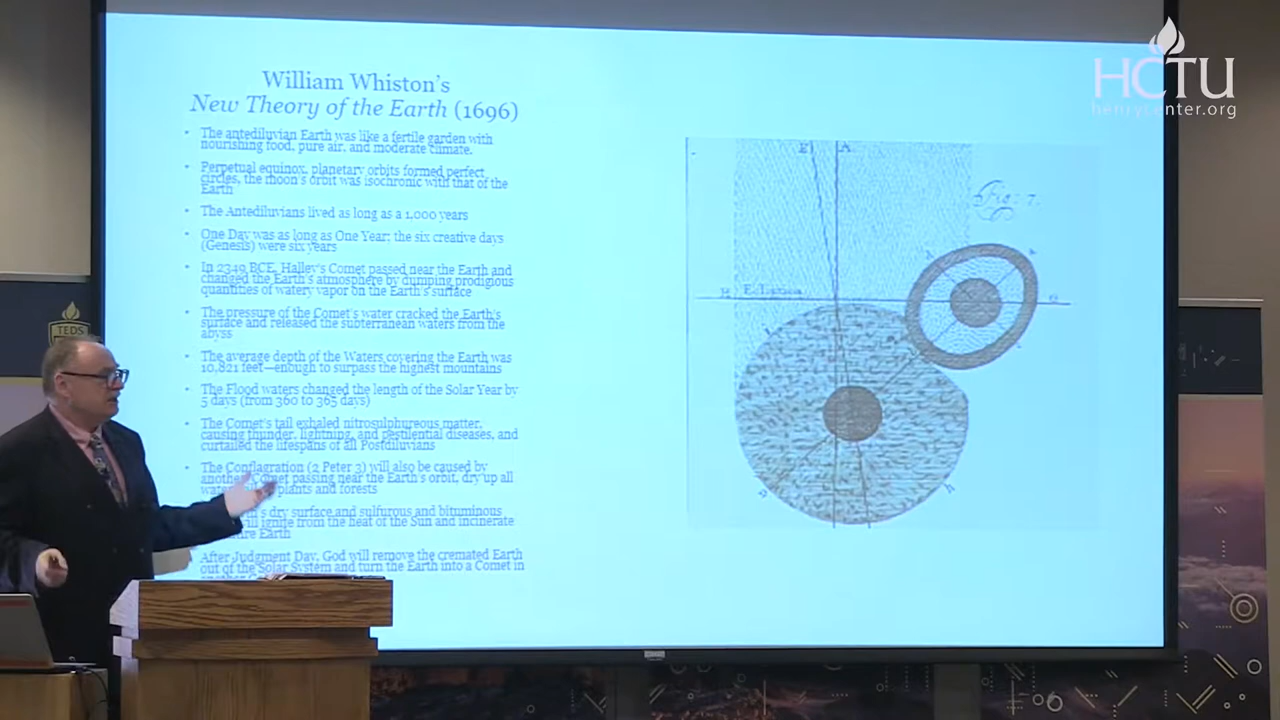 HCTU
henrycenter.org
William Whiston's
New Theory of the Earth (1696)
• The antediluvian Earth was like a fertile garden with
nourishing food, pure air, and moderate climate.
• Perpetual equinox, planetary orbits formed perfect
circles, the moon's orbit was isochronic with that of the
Earth
• The Antediluvians lived as long as a 1,000 years
• One Day was as long as One Year; the six creative days
(Genesis) were six years
• In 2349 BCE, Halley's Comet passed near the Earth and
changed the Earth's atmosphere by dumping prodigious
quantities of watery vapor on the Earth's surface
• The pressure of the Comet's water cracked the Earth's
surface and released the subterranean waters from the
abyss
• The average depth of the Waters covering the Earth was
10,821 feet—enough to surpass the highest mountains
• The Flood waters changed the length of the Solar Year by
5 days (from 360 to 365 days)
• The Comet's tail exhaled nitrosulphureous matter,
causing thunder, lightning, and pestilential diseases, and
curtailed the lifespans of all Postdiluvians
• The Conflagration (2 Peter 3) will also be caused by
another Comet passing near the Earth's orbit, dry up all
plants and forests
dry surface and sulfurous and bituminous
ignite from the heat of the Sun and incinerate
Earth
After Judgment Day, God will remove the cremated Earth
out of the Solar System and turn the Earth into a Comet in
E A
Fig: 7.
TEDS